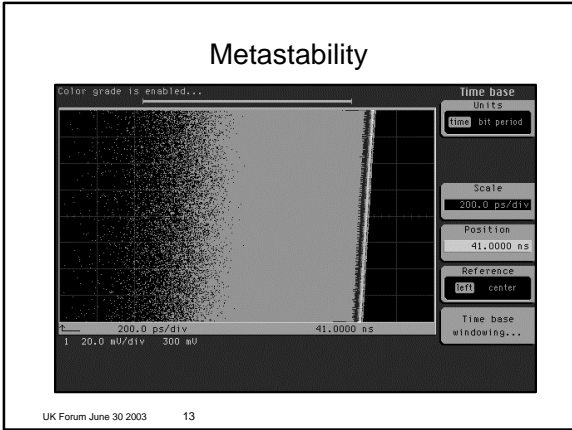 Metastability
Color grade is enabled...
Time base
Units
time bit period
Scale
200.0 ps/div
Position
41.0000 ns
Reference
left center
Time base
windowing...
200.0 ps/div 41.0000 ns
1 20.0 mV/div 300 mV
UK Forum June 30 2003 13